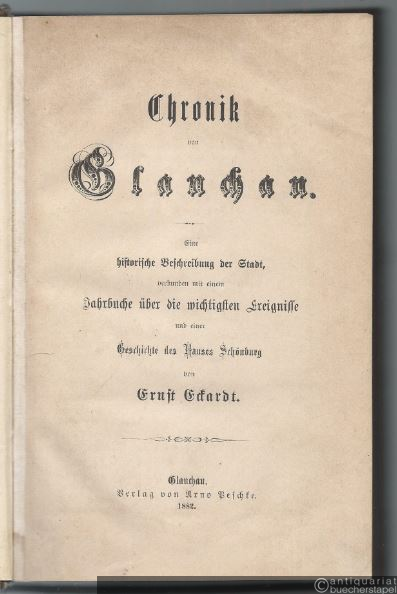 Chronik
von
Glauchau.
Eine
historische Beschreibung der Stadt,
verbunden mit einem
Jahrbuche über die wichtigsten Ereignisse
und einer
Geschichte des Hauses Schönburg
von
Ernst Eckardt.
Glauchau.
Verlag von Arno Peschke.
1882.
© antiquariat
buecherstapel